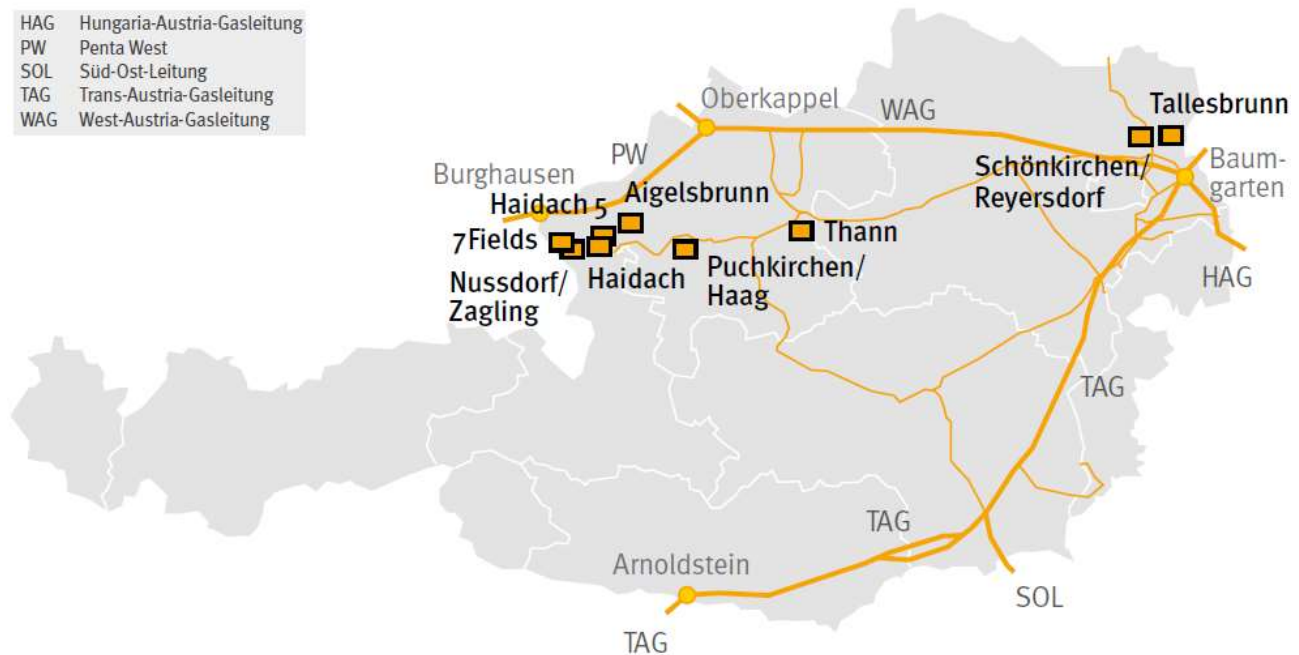 HAG Hungaria-Austria-Gasleitung
PW Penta West
SOL Süd-Ost-Leitung
TAG Trans-Austria-Gasleitung
WAG West-Austria-Gasleitung
Oberkappel
WAG
Tallesbrunn
PW
Schönkirchen/
Reyersdorf
Baum-
garten
Burghausen
Haidach 5
Aigelsbrunn
7Fields
Thann
Nussdorf/
Zagling
Haidach
Puchkirchen/
Haag
HAG
TAG
TAG
Arnoldstein
SOL
TAG